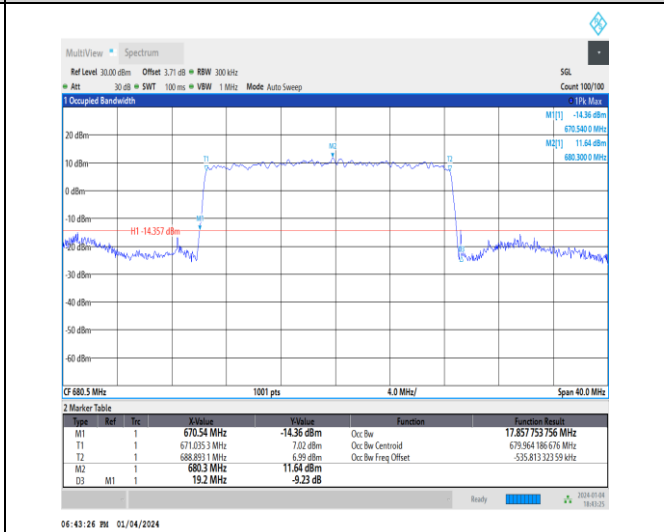 MultiView Spectrum
Ref Level 30.00 dBm Offset 3.71 dB RBW 300 kHz SGL
Att 30 dB SWT 100 ms VBW 1 MHz Mode Auto Sweep Count 100/100
1 Occupied Bandwidth 1Pk Max
M1[1] -14.36 dBm
670.5400 MHz
M2[1] 11.64 dBm
680.3000 MHz
20 dBm
M2
T1 T2
10 dBm
0 dBm
-10 dBm
M1
H1 -14.357 dBm
-20 dBm
-30 dBm
-40 dBm
-50 dBm
-60 dBm
CF 680.5 MHz 1001 pts 4.0 MHz/ Span 40.0 MHz
2 Marker Table
Type Ref Trc X-Value Y-Value Function Function Result
M1 1 670.54 MHz -14.36 dBm Occ Bw 17.857 753 756 MHz
T1 1 671.035 3 MHz 7.02 dBm Occ Bw Centroid 679.964 186 676 MHz
T2 1 688.893 1 MHz 6.99 dBm Occ Bw Freq Offset -535.813 323 59 kHz
M2 1 680.3 MHz 11.64 dBm
D3 M1 1 19.2 MHz -9.23 dB
Ready 2024-01-04
18:43:25
06:43:26 PM 01/04/2024